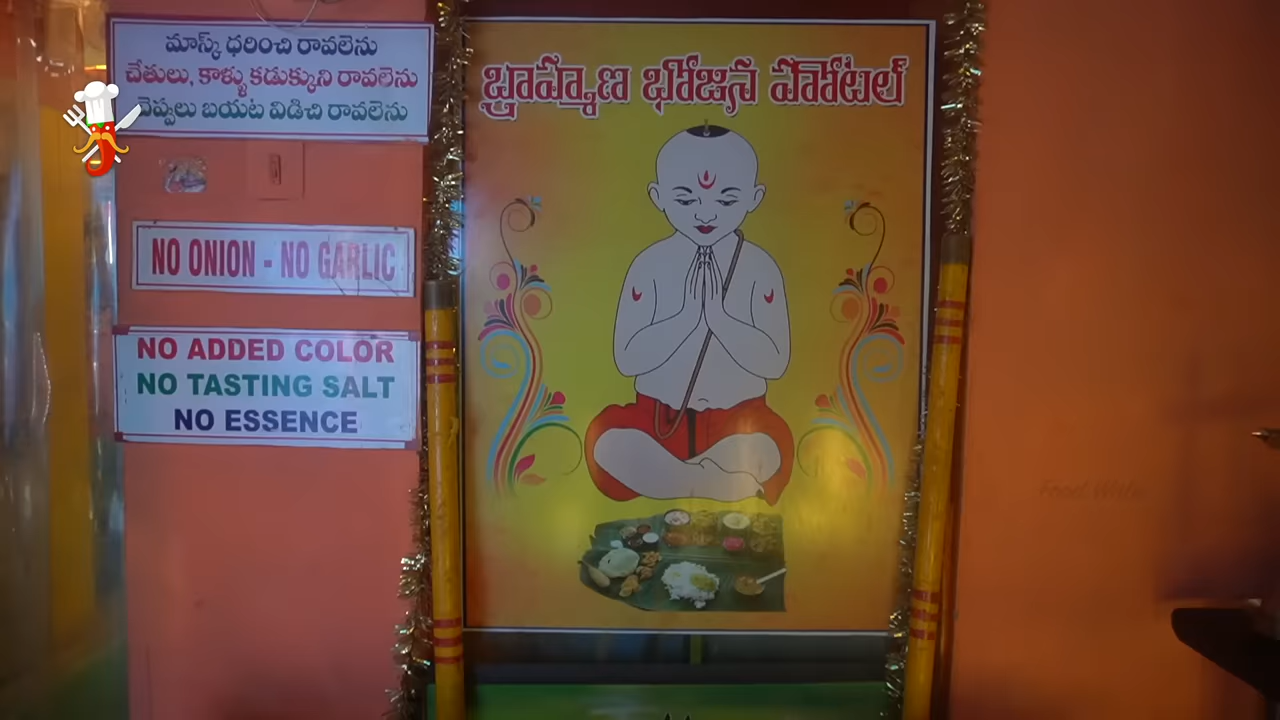 మాస్క్ ధరించి రావలెను
చేతులు, కాళ్ళు కడుక్కుని రావలెను
చెప్పులు బయట విడిచి రావలెను
బ్రాహ్మణ భోజన హోటల్
NO ONION - NO GARLIC
NO ADDED COLOR
NO TASTING SALT
NO ESSENCE